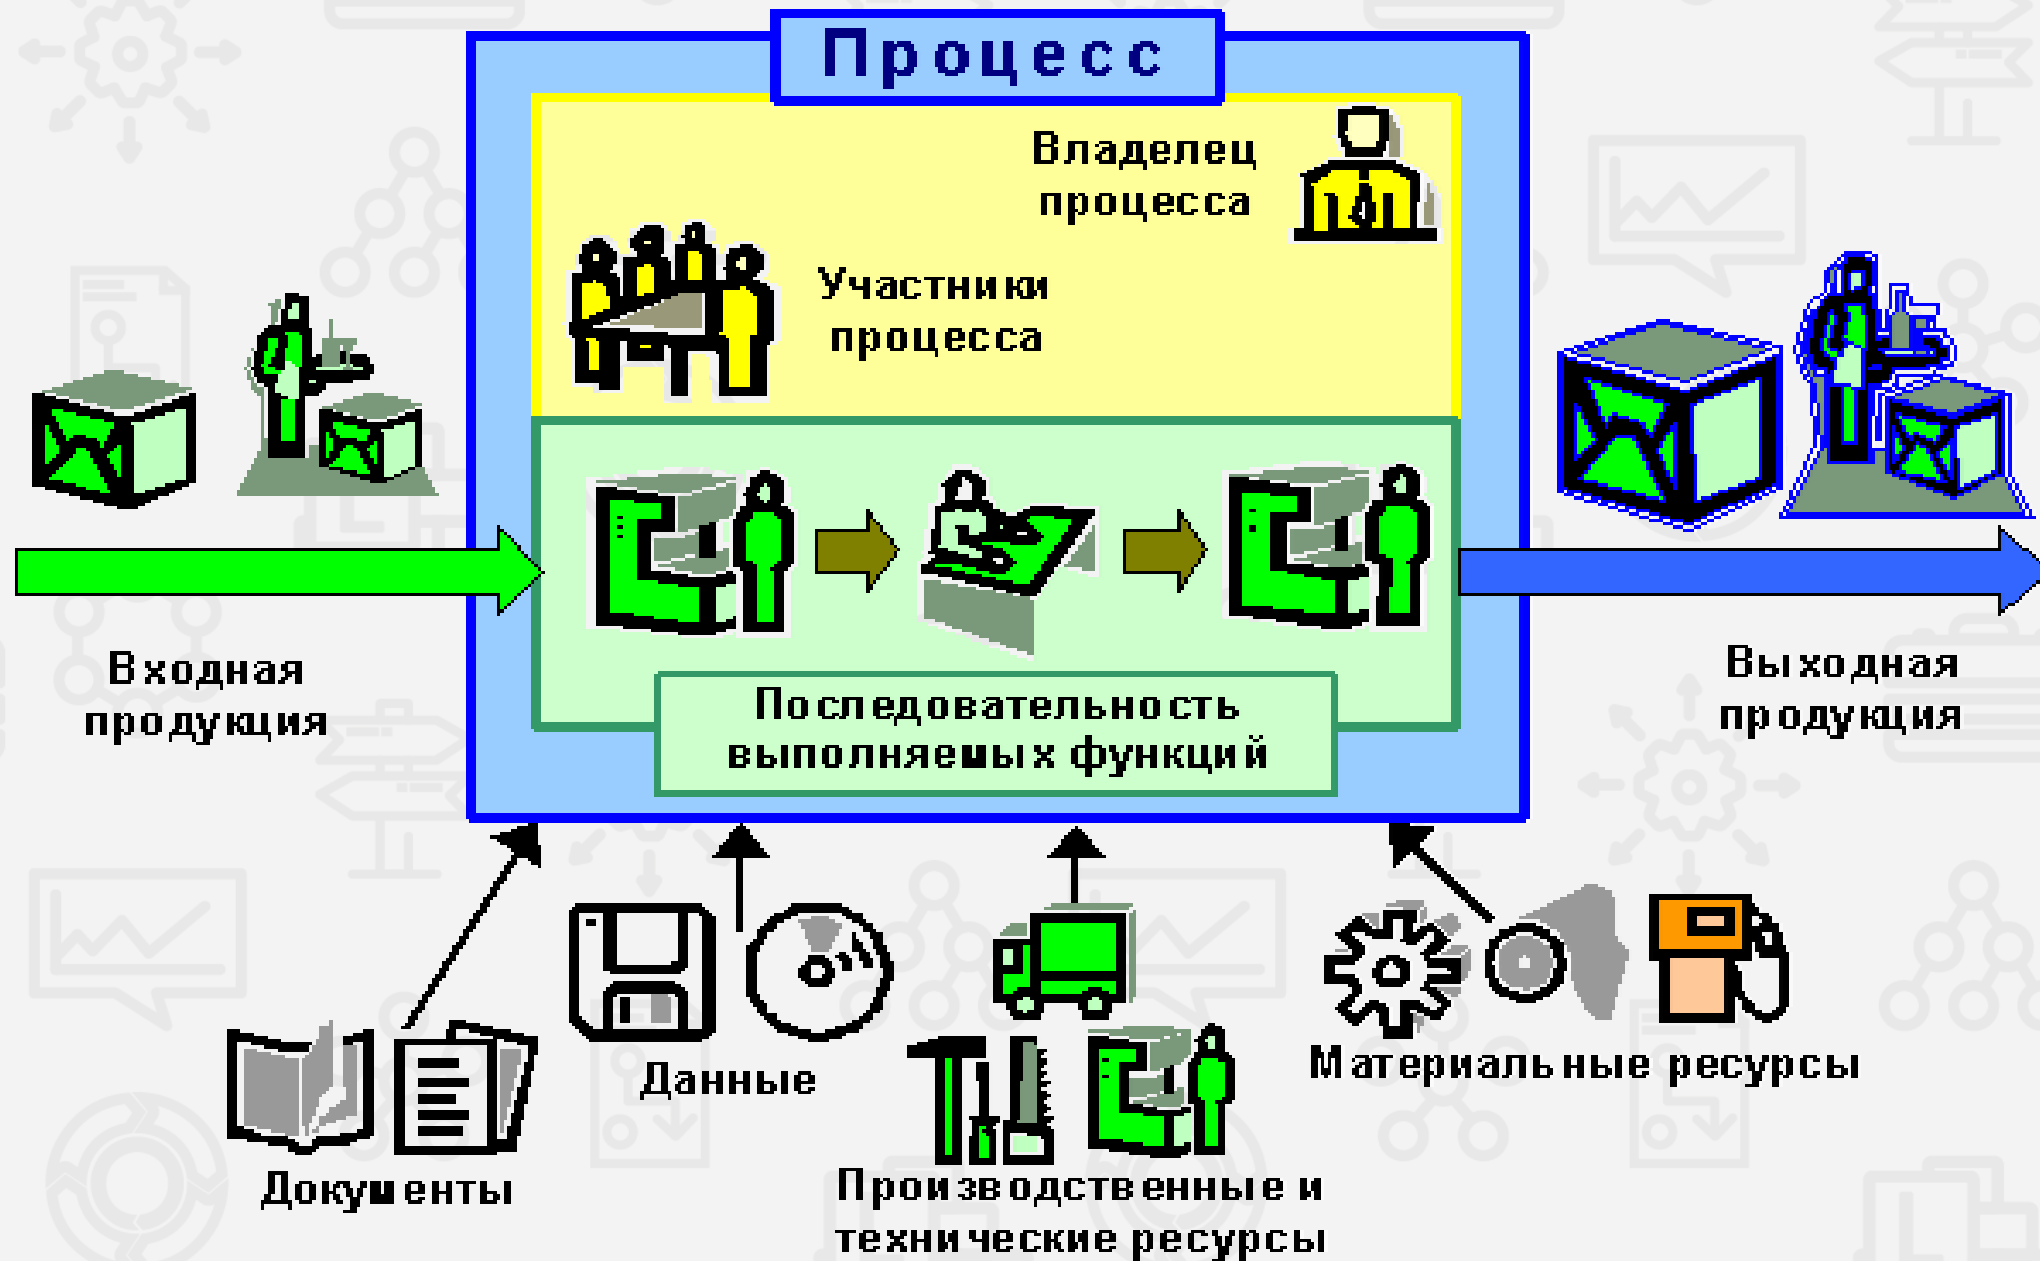 Процесс
Владелец
процесса
Участники
процесса
Входная
продукция
Выходная
продукция
Последовательность
выполняемых функций
Данные
Материальные ресурсы
Документы
Производственные и
технические ресурсы